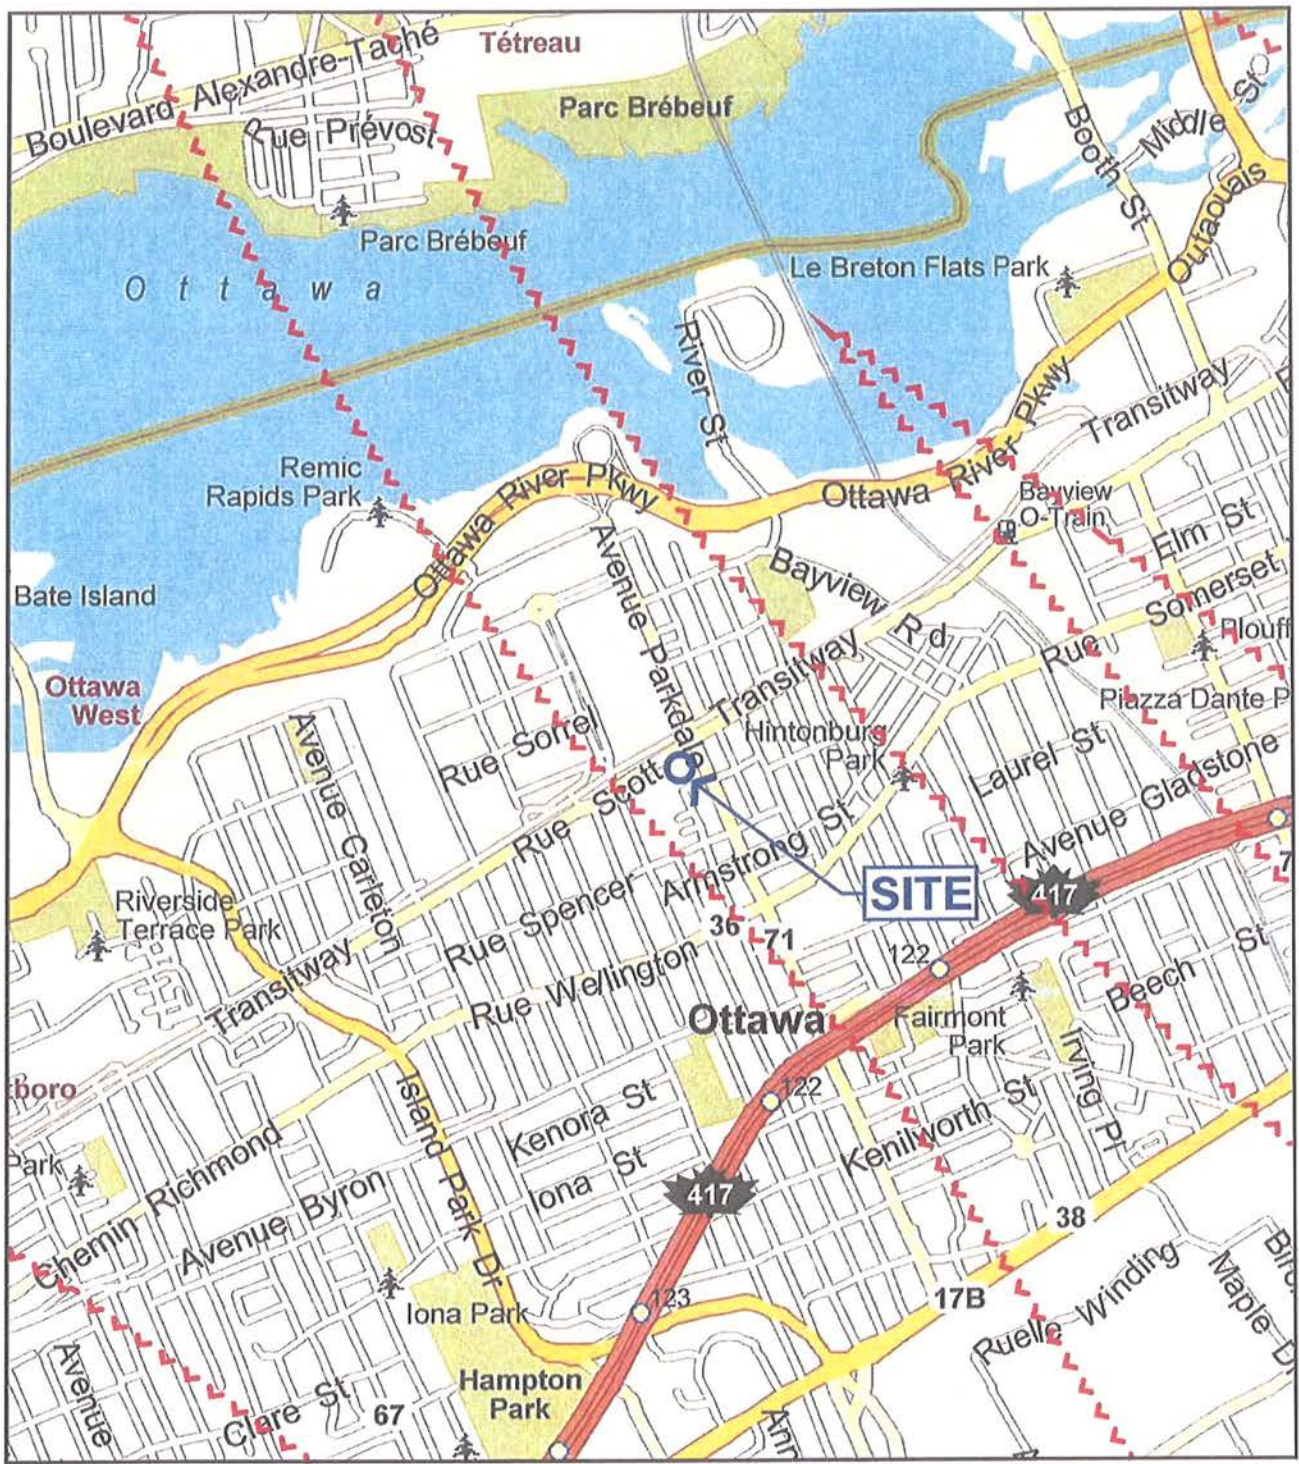 Tétreau
Boulevard Alexandre-Taché
Parc Brébeuf
Rue Prévost
Booth St
Middle St
Outaouais
Parc Brébeuf
Le Breton Flats Park
Ottawa
River St
Transitway
Remic
Rapids Park
Ottawa River Pkwy
Ottawa River Pkwy
Bayview
O-Train
Elm St
Somerset
Bate Island
Avenue Parkdale
Bayview Rd
Rue
Plouff
Ottawa
West
Transitway
Piazza Dante P
Avenue Carleton
Rue Sorrel
Hintonburg
Park
Laurel St
Avenue Gladstone
Rue Scott
Armstrong St
SITE
417
7
Riverside
Terrace Park
Rue Spencer
36
71
122
Transitway
Rue Wellington
Ottawa
Fairmont
Park
Beech St
Irving Pl
boro
Island Park Dr
Kenora St
122
Kenilworth St
Park
Chemin Richmond
Iona St
417
38
Avenue Byron
Iona Park
123
17B
Ruelle Winding
Maple D
Avenue
Clare St
67
Hampton
Park
Ann